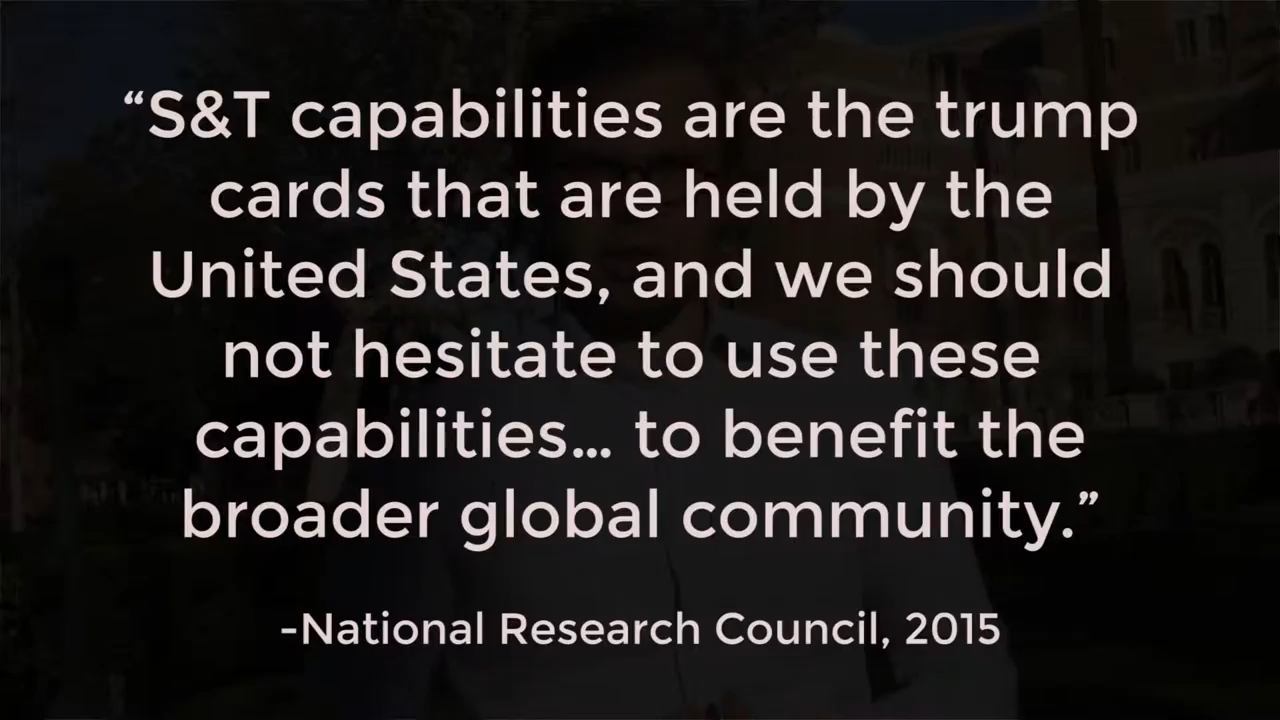 “S&T capabilities are the trump
cards that are held by the
United States, and we should
not hesitate to use these
capabilities... to benefit the
broader global community.”
-National Research Council, 2015